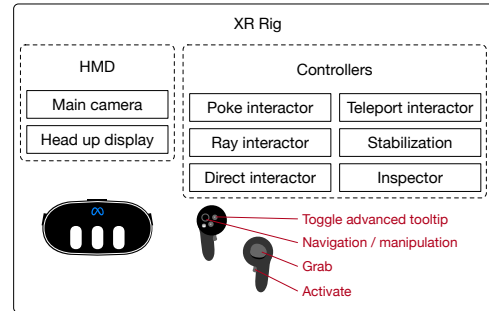 XR Rig
HMD
Main camera
Head up display
Controllers
Poke interactor
Teleport interactor
Ray interactor
Stabilization
Direct interactor
Inspector
Toggle advanced tooltip
Navigation / manipulation
Grab
Activate